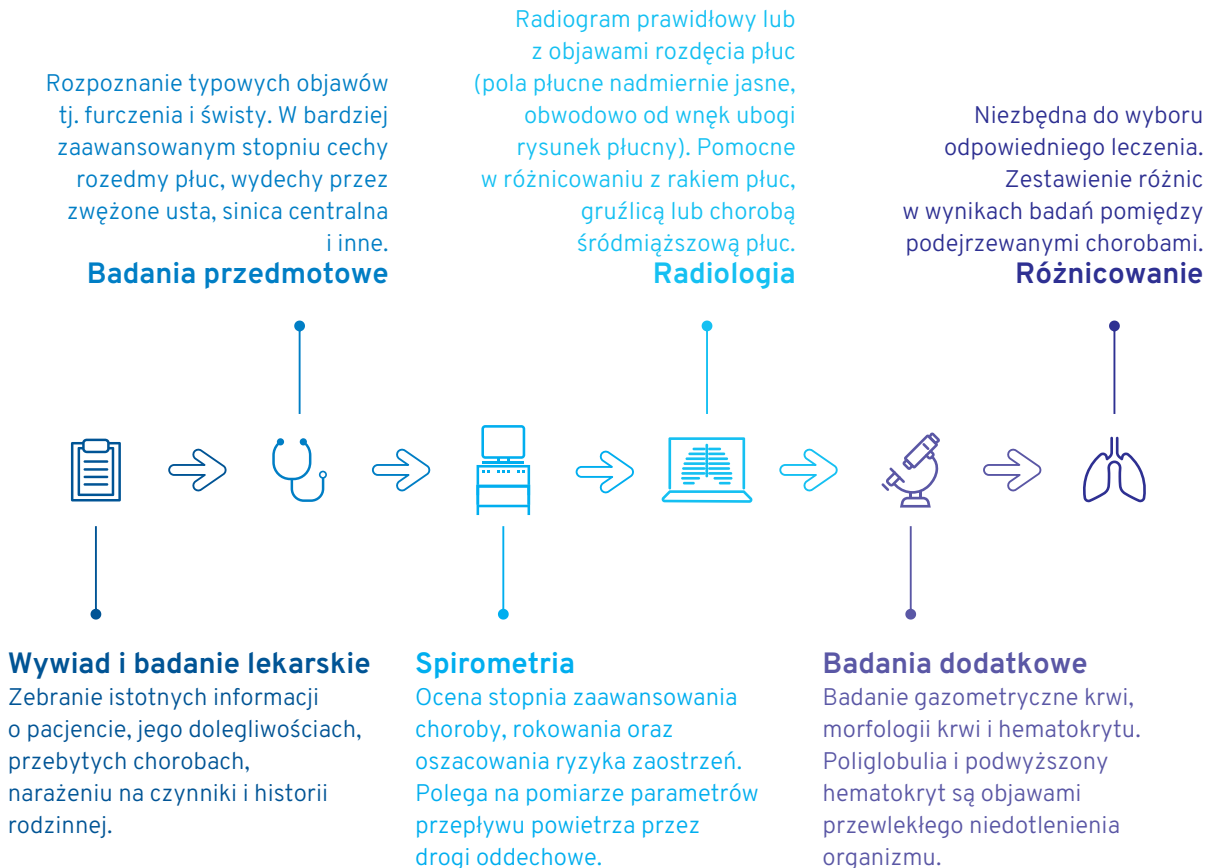 Rozpoznanie typowych objawów
tj. furczenia i świsty. W bardziej
zaawansowanym stopniu cechy
rozedmy płuc, wydechy przez
zwężone usta, sinica centralna
i inne.
Badania przedmotowe
Radiogram prawidłowy lub
z objawami rozdęcia płuc
(pola płucne nadmiernie jasne,
obwodowo od wnęk ubogi
rysunek płucny). Pomocne
w różnicowaniu z rakiem płuc,
gruźlicą lub chorobą
śródmiąższową płuc.
Radiologia
Niezbędna do wyboru
odpowiedniego leczenia.
Zestawienie różnic
w wynikach badań pomiędzy
podejrzewanymi chorobami.
Różnicowanie
Wywiad i badanie lekarskie
Zebranie istotnych informacji
o pacjencie, jego dolegliwościach,
przebytych chorobach,
narażeniu na czynniki i historii
rodzinnej.
Spirometria
Ocena stopnia zaawansowania
choroby, rokowania oraz
oszacowania ryzyka zaostrzeń.
Polega na pomiarze parametrów
przepływu powietrza przez
drogi oddechowe.
Badania dodatkowe
Badanie gazometryczne krwi,
morfologii krwi i hematokrytu.
Poliglobulia i podwyższony
hematokryt są objawami
przewlekłego niedotlenienia
organizmu.